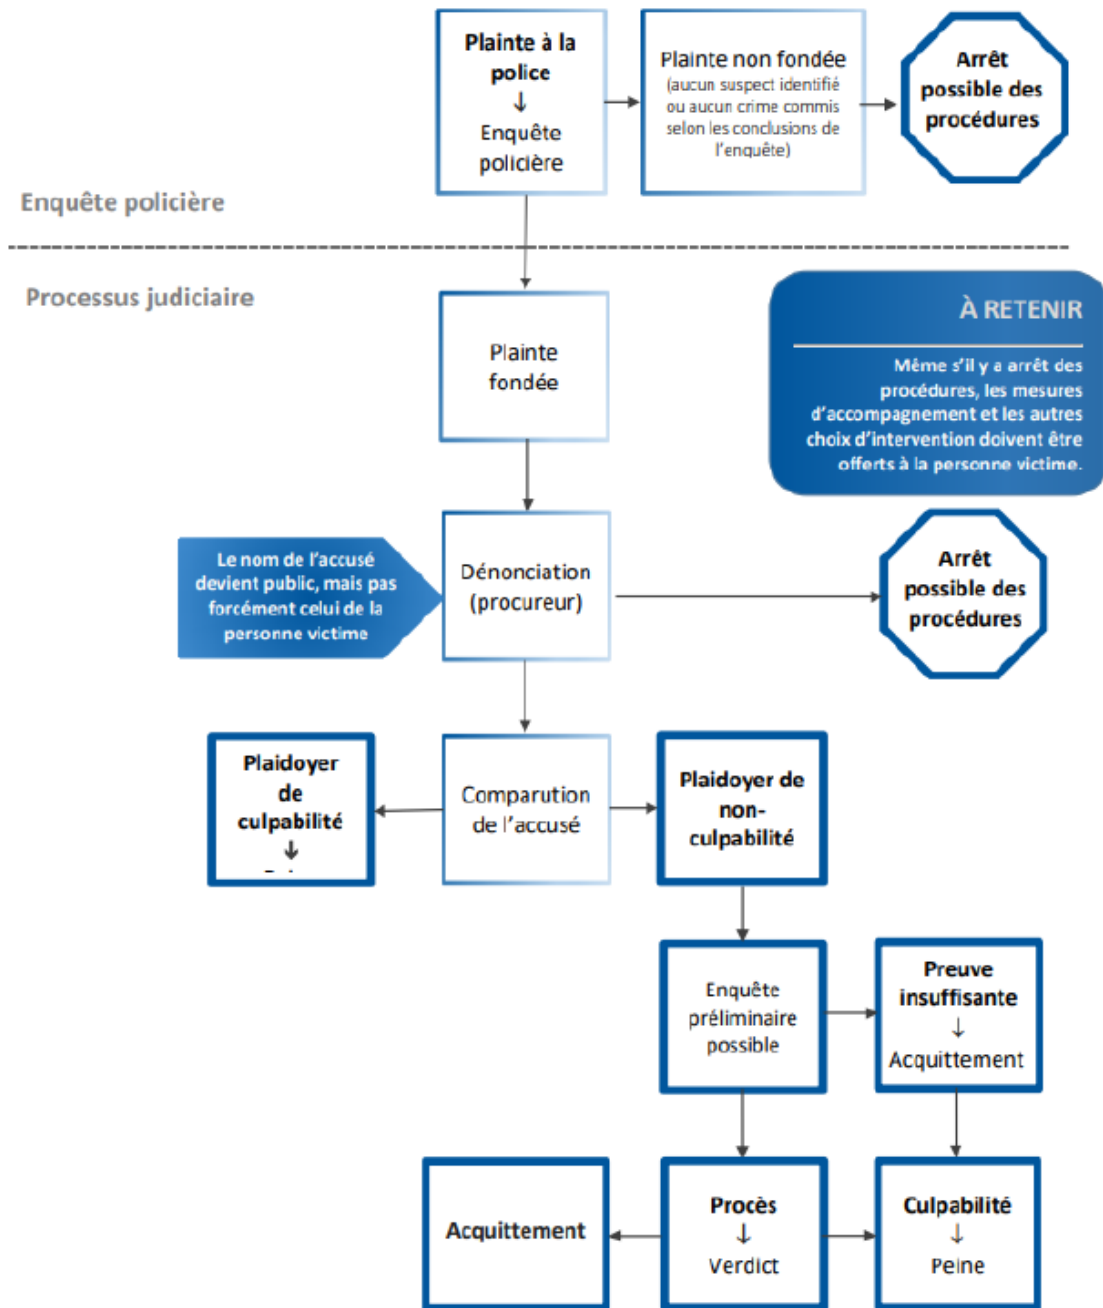 Plainte à la
police
↓
Enquête
policière
Plainte non fondée
(aucun suspect identifié
ou aucun crime commis
selon les conclusions de
l'enquête)
Arrêt
possible des
procédures
Enquête policière
Processus judiciaire
Plainte
fondée
À RETENIR
Même s'il y a arrêt des
procédures, les mesures
d'accompagnement et les autres
choix d'intervention doivent être
offerts à la personne victime.
Le nom de l'accusé
devient public, mais pas
forcément celui de la
personne victime
Dénonciation
(procureur)
Arrêt
possible des
procédures
Plaidoyer
de
culpabilité
↓
Comparution
de l'accusé
Plaidoyer de
non-
culpabilité
Enquête
préliminaire
possible
Preuve
insuffisante
↓
Acquittement
Acquittement
Procès
↓
Verdict
Culpabilité
↓
Peine